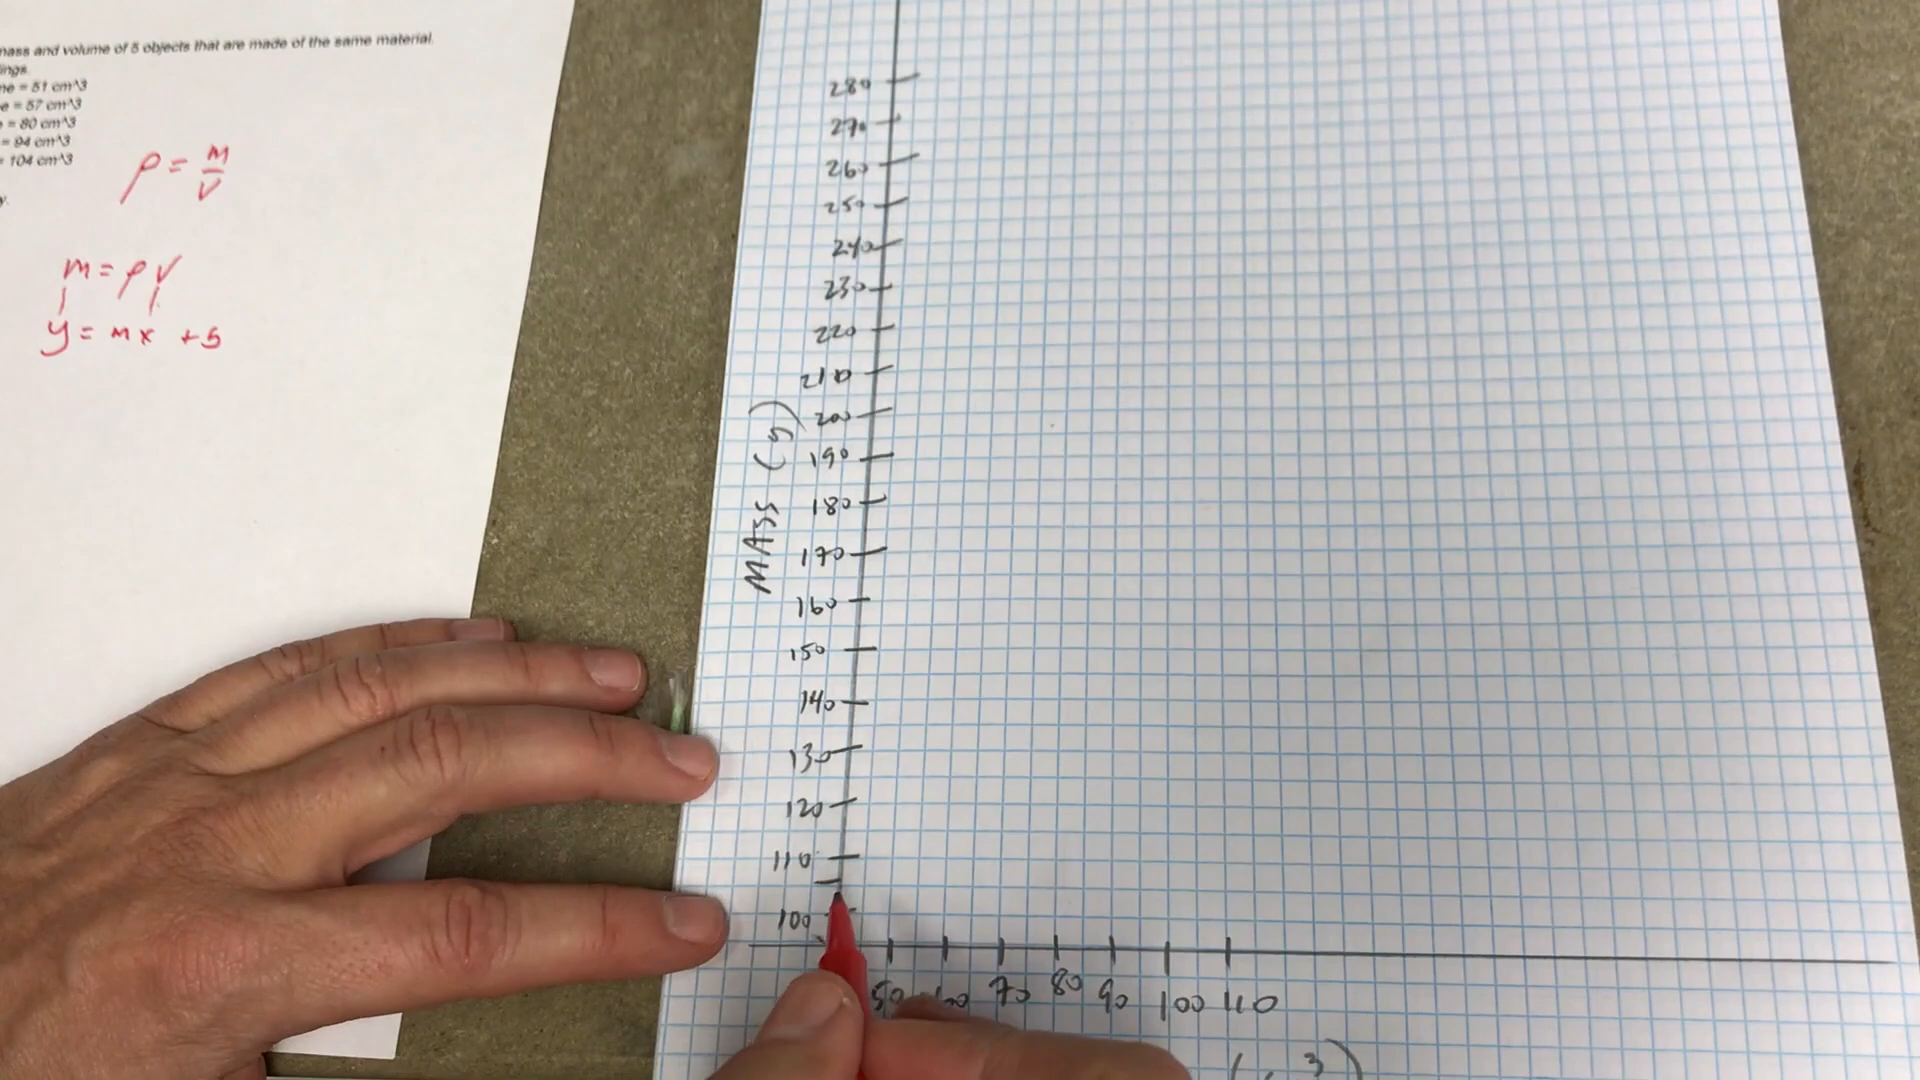 mass and volume of 5 objects that are made of the same material.
ings.
me = 51 cm^3
e = 57 cm^3
= 80 cm^3
= 94 cm^3
= 104 cm^3
y.
ρ = m/V
m = ρV
y = mx + b
280
270
260
250
240
230
220
210
200
190
180
170
160
150
140
130
120
110
100
MASS (g)
50 70 80 90 100 110